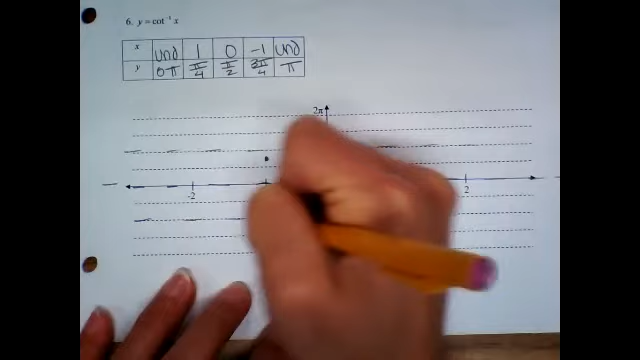 6. y = cot⁻¹ x
x und 1 0 -1 und
y 0π π/4 π/2 3π/4 π
2π
-2 2